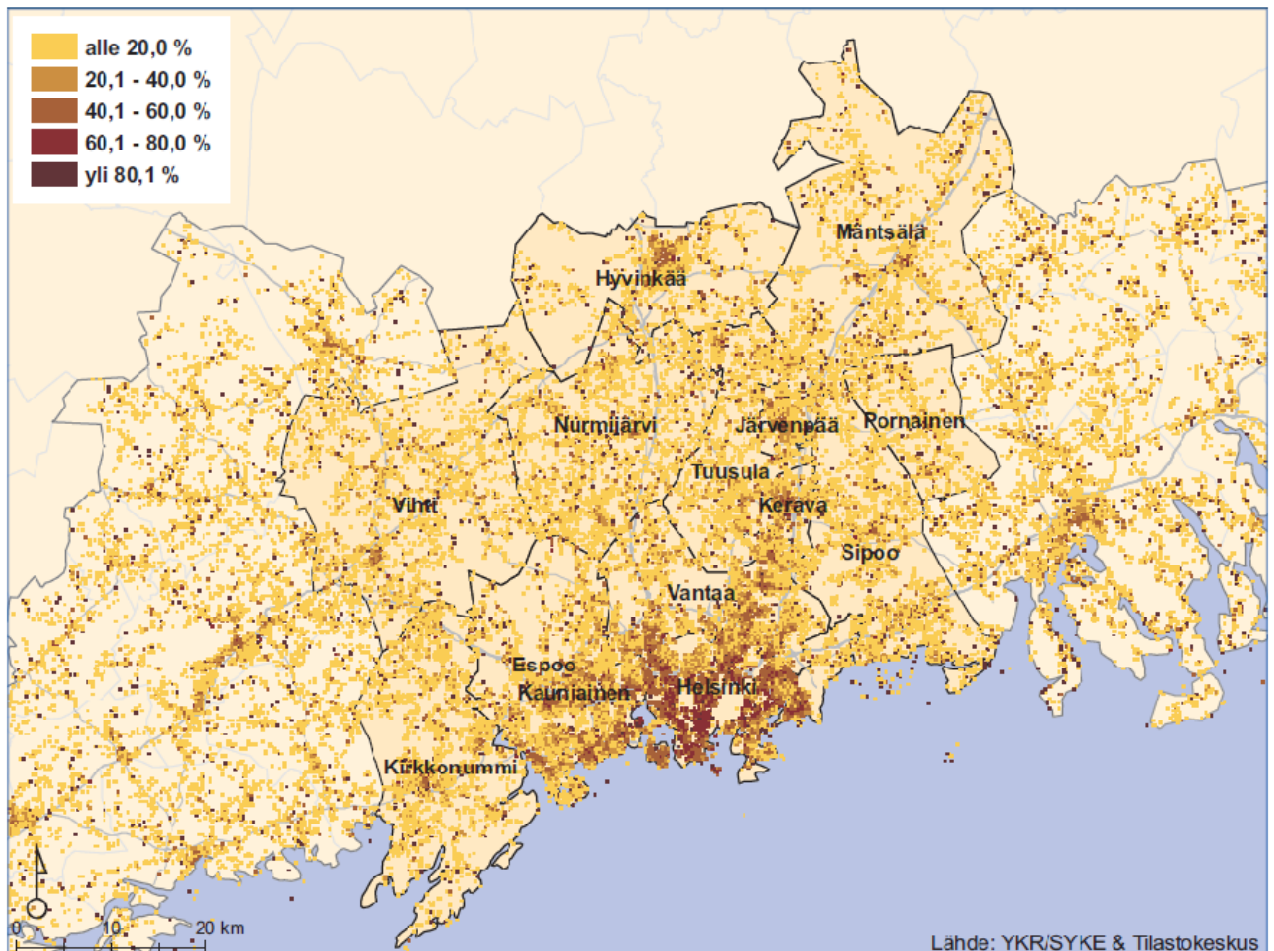 alle 20,0 %
20,1 - 40,0 %
40,1 - 60,0 %
60,1 - 80,0 %
yli 80,1 %
Mäntsälä
Hyvinkää
Nurmijärvi
Järvenpää
Pornainen
Tuusula
Vihti
Kerava
Sipoo
Vantaa
Espoo
Helsinki
Kauniainen
Kirkkonummi
0 10 20 km
Lähde: YKR/SYKE & Tilastokeskus